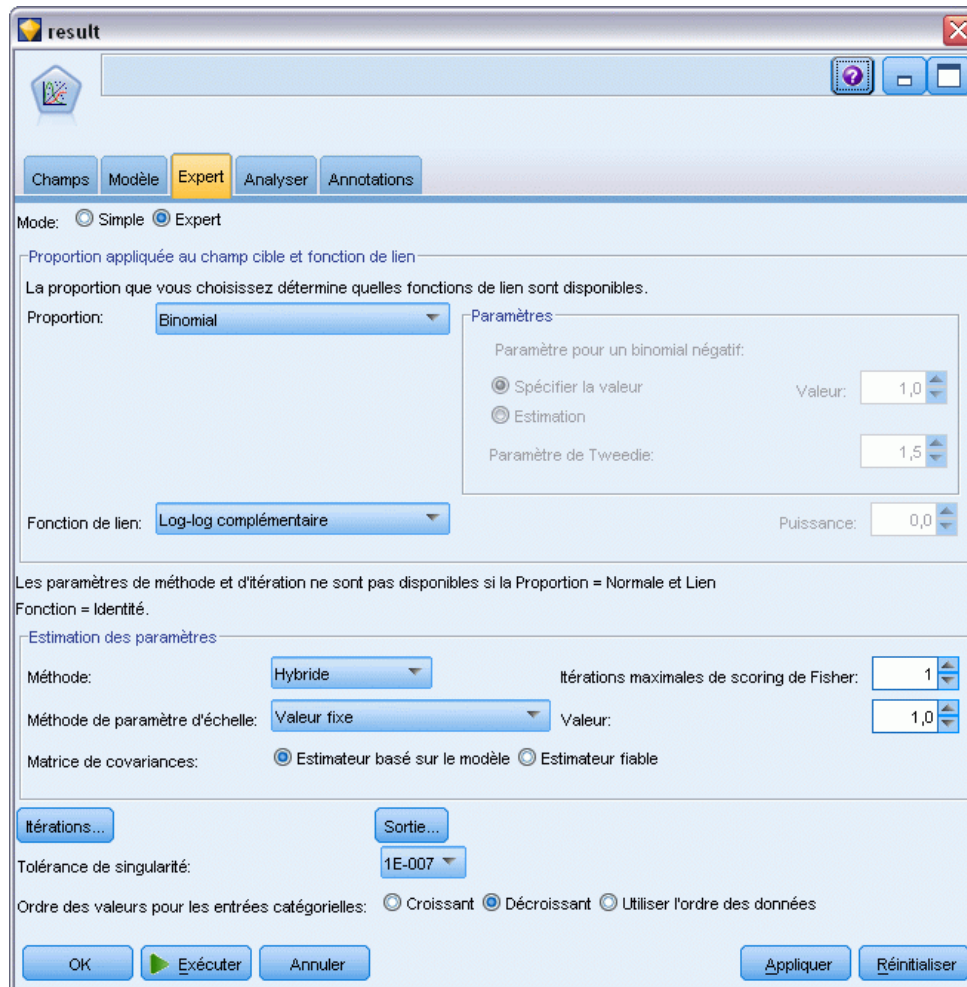 result
Champs Modèle Expert Analyser Annotations
Mode: Simple Expert
Proportion appliquée au champ cible et fonction de lien
La proportion que vous choisissez détermine quelles fonctions de lien sont disponibles.
Proportion: Binomial
Paramètres
Paramètre pour un binomial négatif:
Spécifier la valeur Valeur: 1,0
Estimation
Paramètre de Tweedie: 1,5
Fonction de lien: Log-log complémentaire Puissance: 0,0
Les paramètres de méthode et d'itération ne sont pas disponibles si la Proportion = Normale et Lien
Fonction = Identité.
Estimation des paramètres
Méthode: Hybride Itérations maximales de scoring de Fisher: 1
Méthode de paramètre d'échelle: Valeur fixe Valeur: 1,0
Matrice de covariances: Estimateur basé sur le modèle Estimateur fiable
Itérations... Sortie...
Tolérance de singularité: 1E-007
Ordre des valeurs pour les entrées catégorielles: Croissant Décroissant Utiliser l'ordre des données
OK Exécuter Annuler Appliquer Réinitialiser